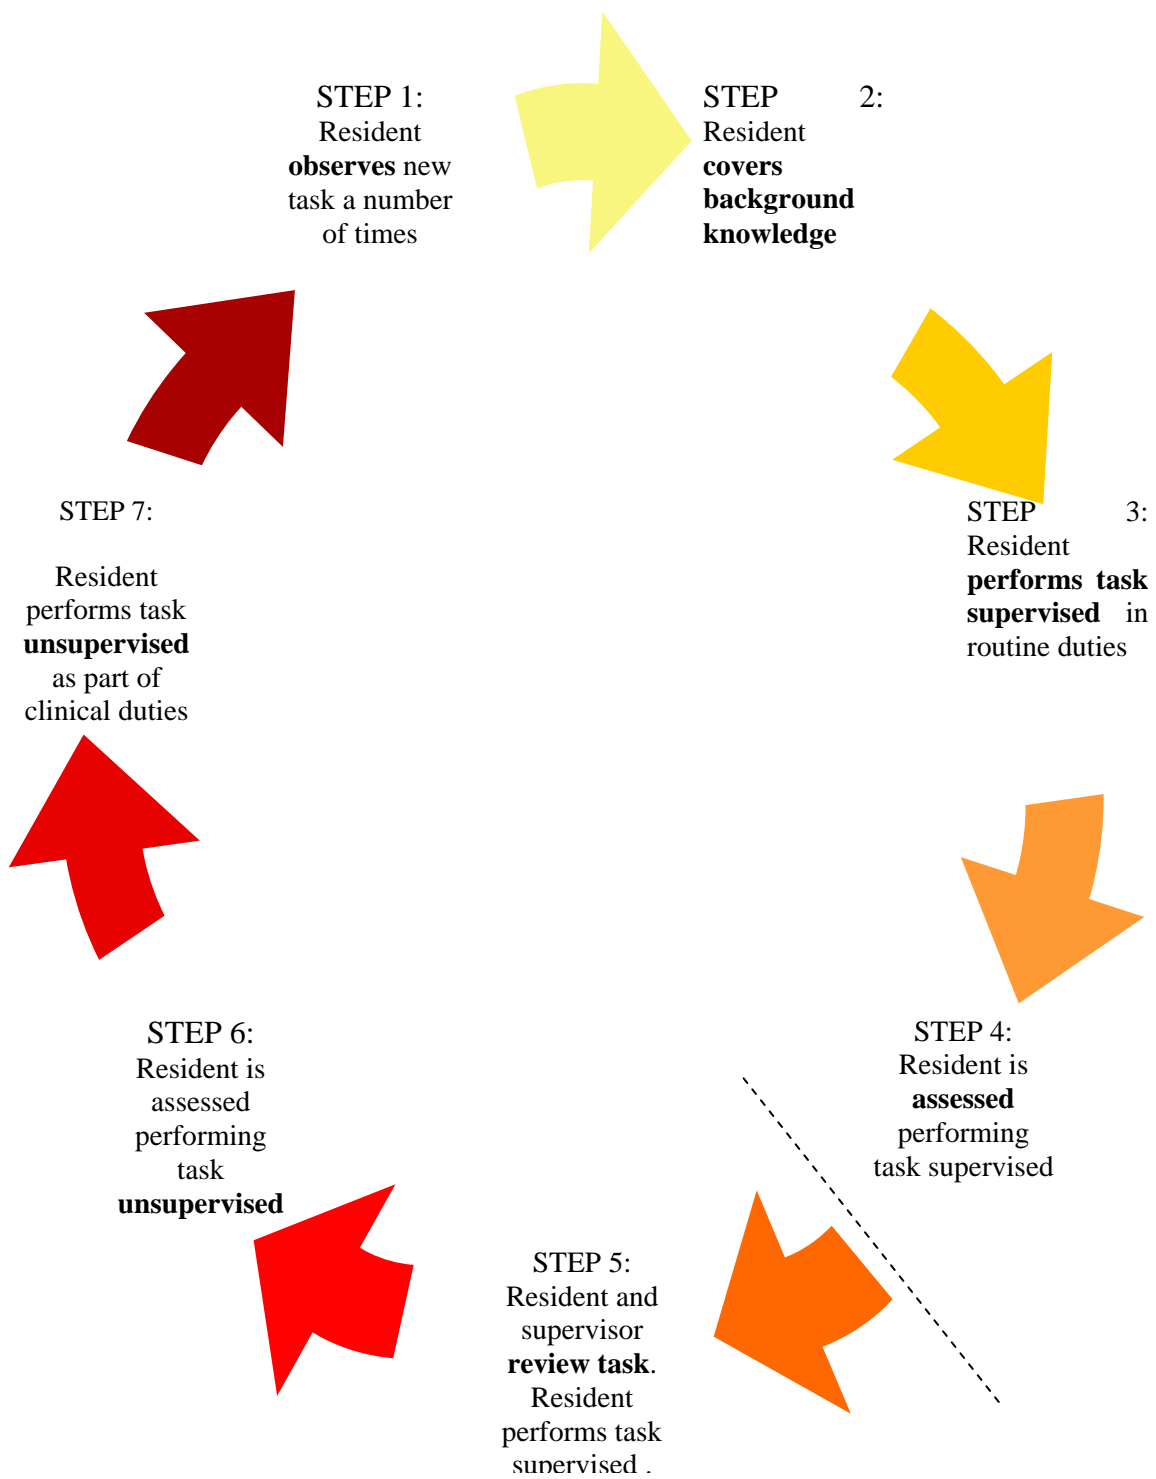 STEP 1:
Resident
observes new
task a number
of times
STEP 2:
Resident
covers
background
knowledge
STEP 3:
Resident
performs task
supervised in
routine duties
STEP 4:
Resident is
assessed
performing
task supervised
STEP 5:
Resident and
supervisor
review task.
Resident
performs task
supervised .
STEP 6:
Resident is
assessed
performing
task
unsupervised
STEP 7:
Resident
performs task
unsupervised
as part of
clinical duties